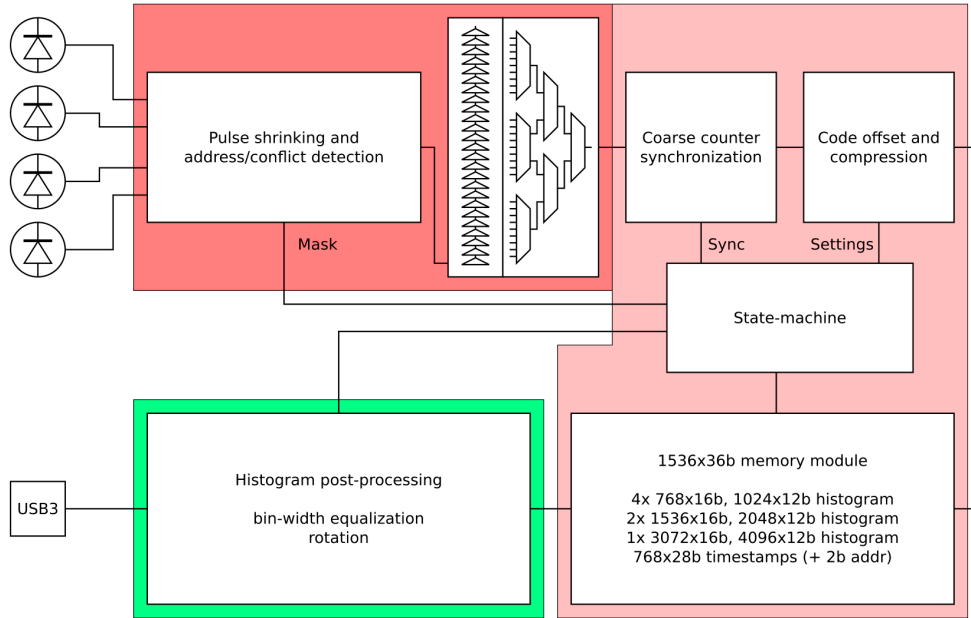 Pulse shrinking and
address/conflict detection
Coarse counter
synchronization
Code offset and
compression
Mask
Sync
Settings
State-machine
Histogram post-processing
bin-width equalization
rotation
USB3
1536x36b memory module
4x 768x16b, 1024x12b histogram
2x 1536x16b, 2048x12b histogram
1x 3072x16b, 4096x12b histogram
768x28b timestamps (+ 2b addr)